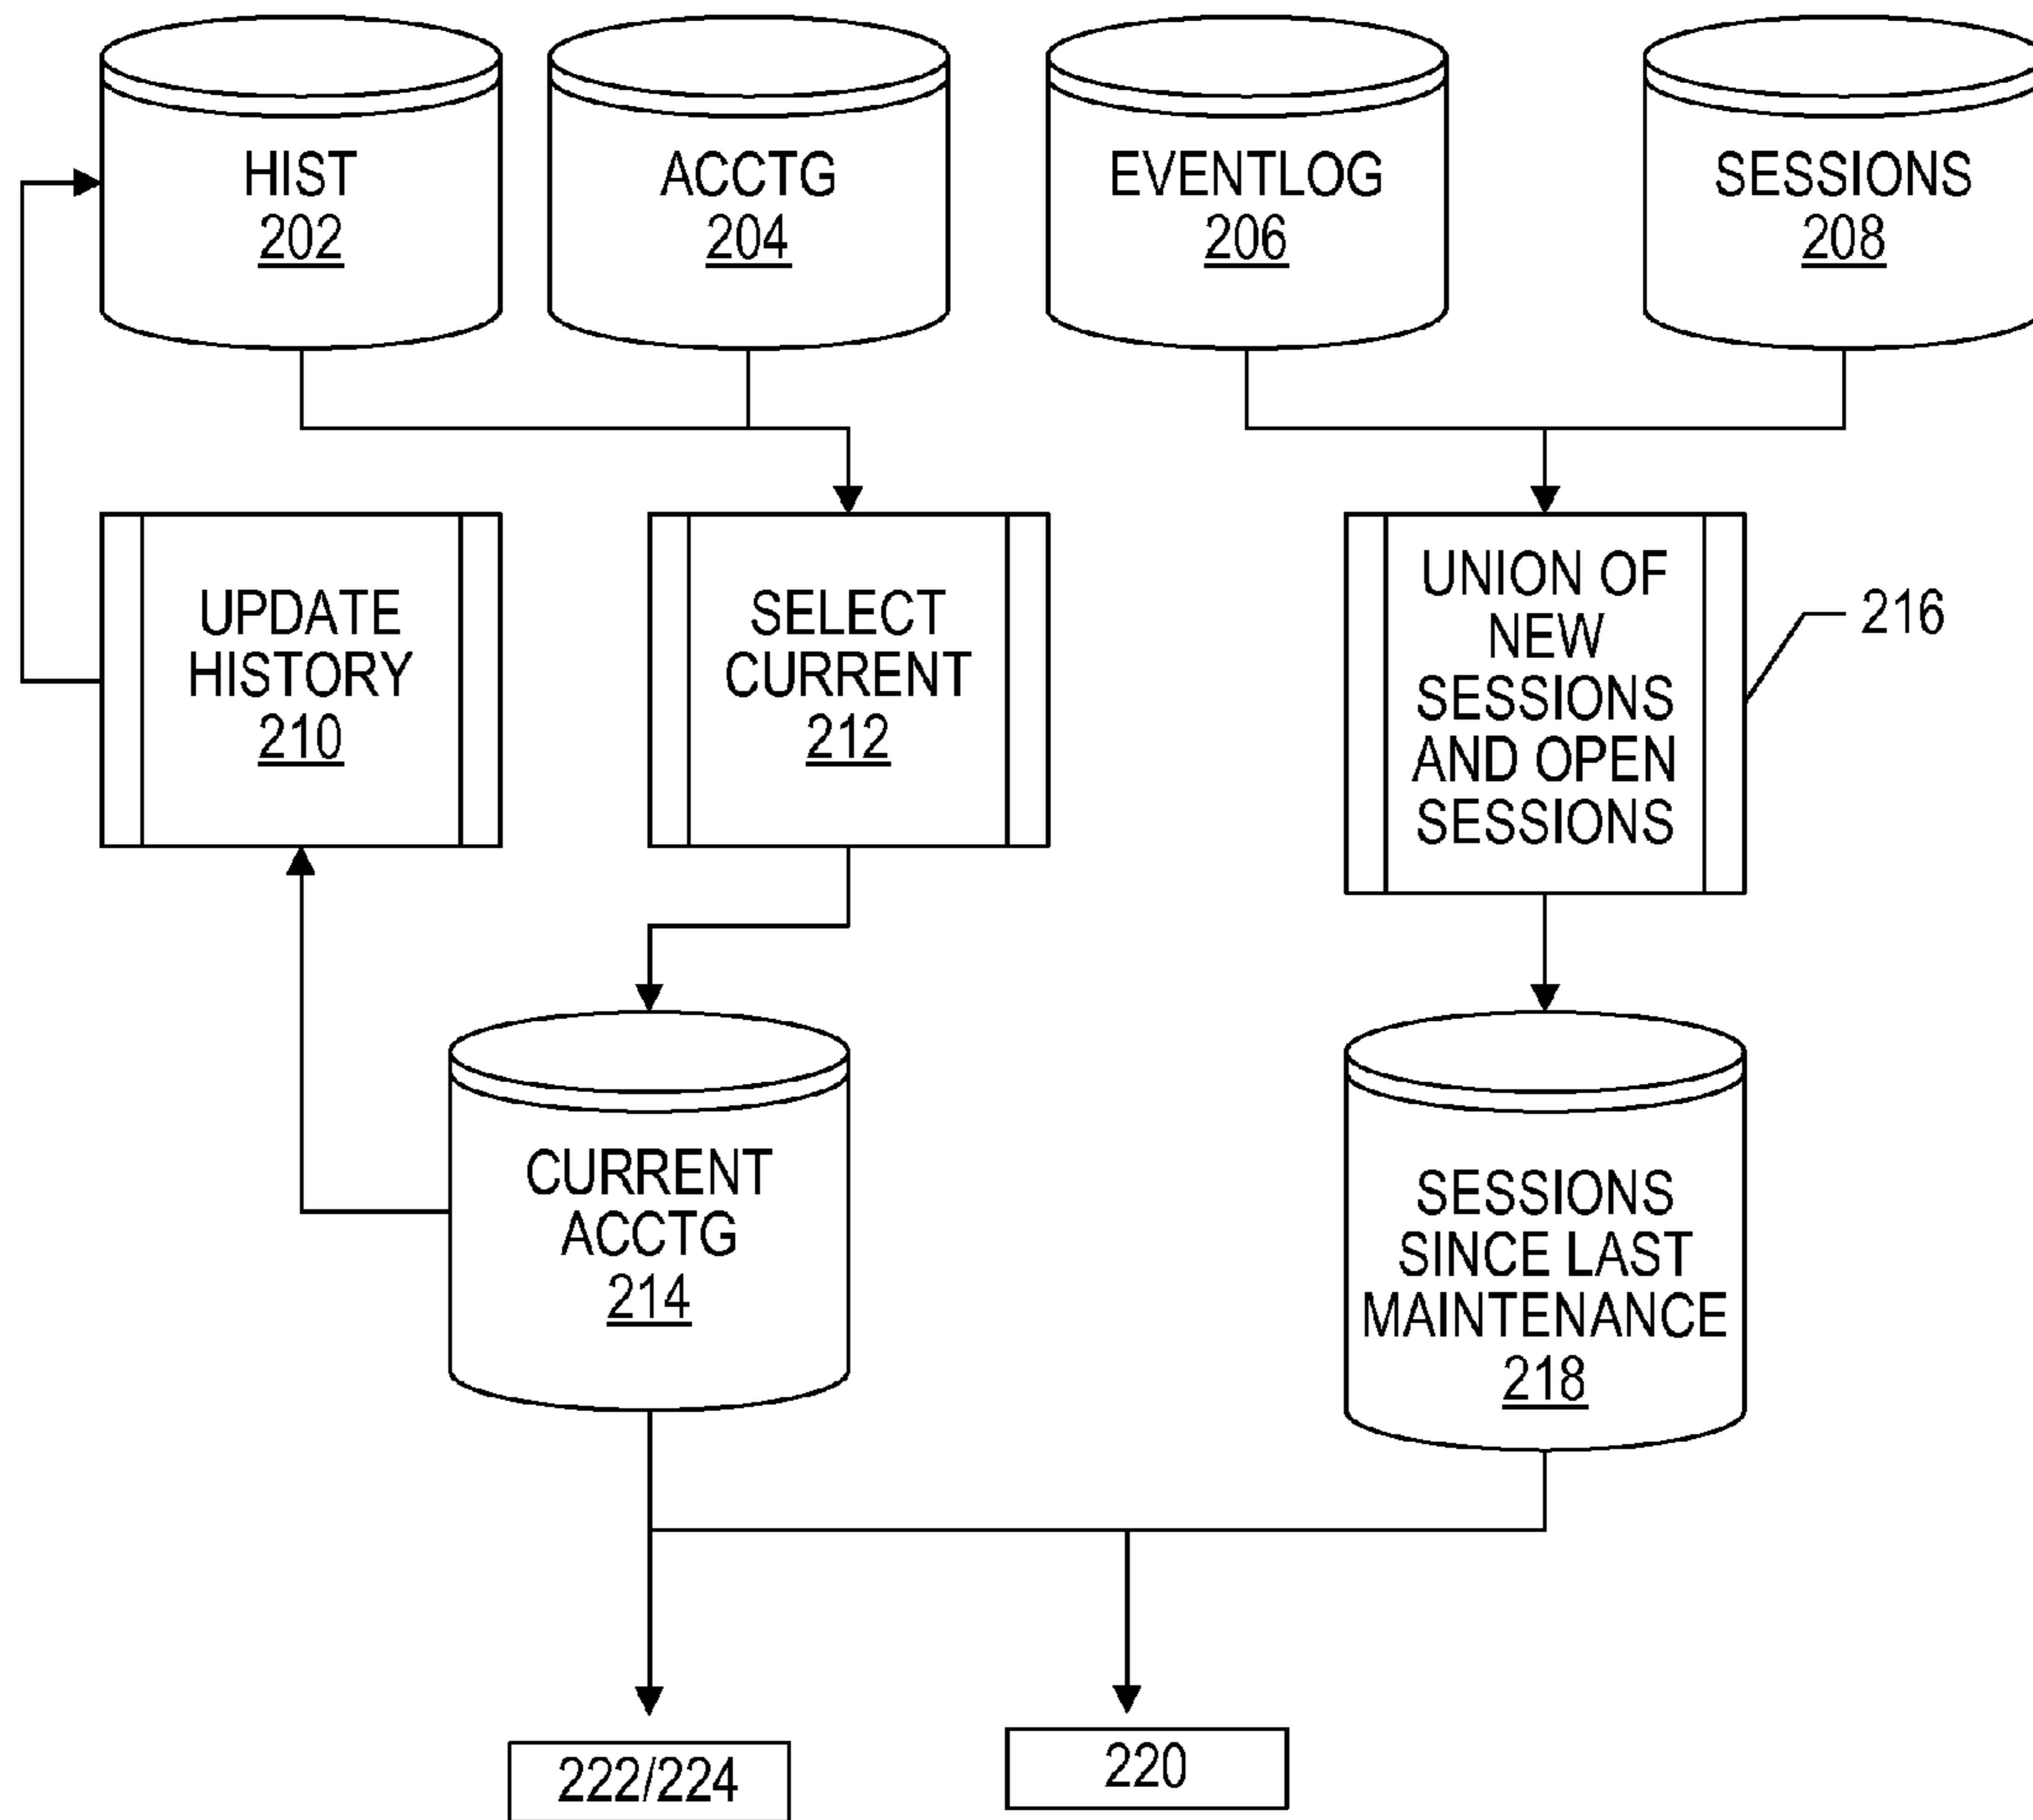 HIST
202
ACCTG
204
EVENTLOG
206
SESSIONS
208
UPDATE
HISTORY
210
SELECT
CURRENT
212
UNION OF
NEW
SESSIONS
AND OPEN
SESSIONS
216
CURRENT
ACCTG
214
SESSIONS
SINCE LAST
MAINTENANCE
218
222/224
220